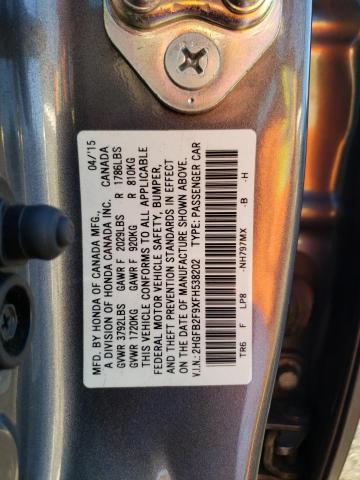 MFD. BY HONDA OF CANADA MFG., 04/'15
A DIVISION OF HONDA CANADA INC. CANADA
GVWR 3792LBS GAWR F 2029LBS R 1786LBS
GVWR 1720KG GAWR F 920KG R 810KG
THIS VEHICLE CONFORMS TO ALL APPLICABLE
FEDERAL MOTOR VEHICLE SAFETY, BUMPER,
AND THEFT PREVENTION STANDARDS IN EFFECT
ON THE DATE OF MANUFACTURE SHOWN ABOVE.
V.I.N.: 2HGFB2F9XFH538202 TYPE: PASSENGER CAR
TR6 F LP8 -NH797MX -B -H